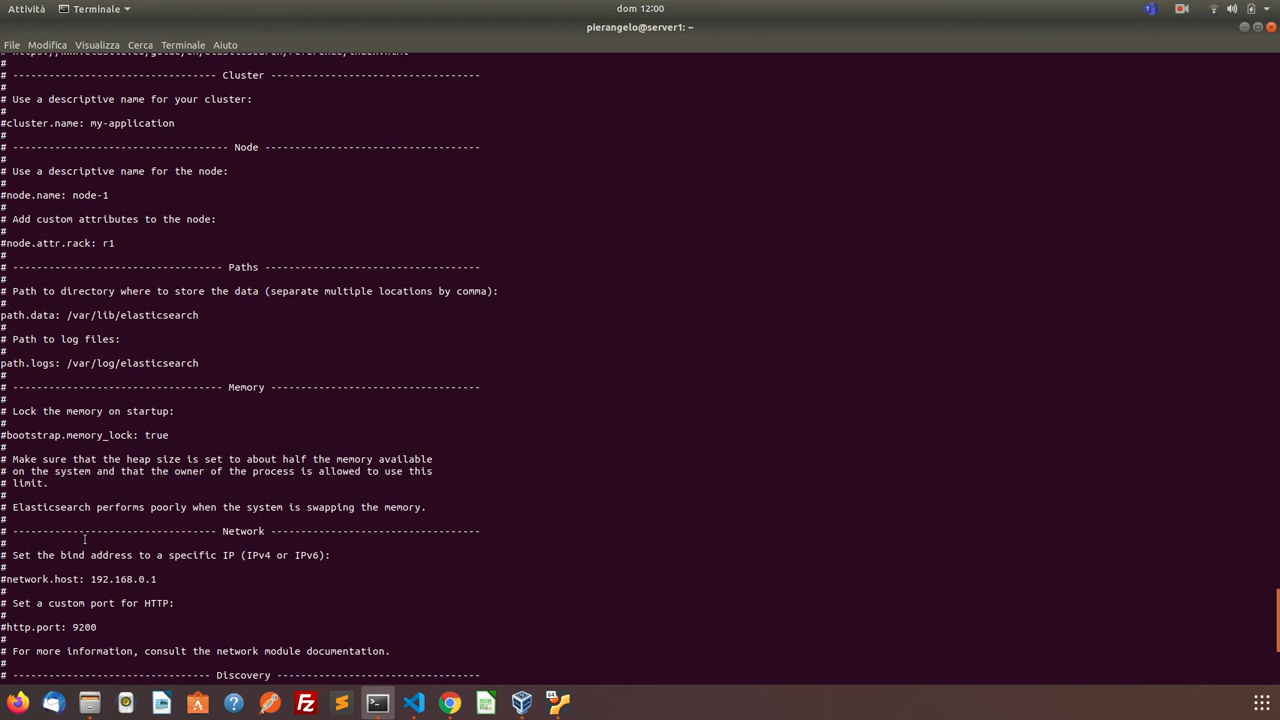 Attività
Terminale
dom 12:00
pierangelo@server1: ~
File Modifica Visualizza Cerca Terminale Aiuto
#
# ---------------------------------- Cluster -----------------------------------
#
# Use a descriptive name for your cluster:
#
#cluster.name: my-application
#
# ------------------------------------ Node ------------------------------------
#
# Use a descriptive name for the node:
#
#node.name: node-1
#
# Add custom attributes to the node:
#
#node.attr.rack: r1
#
# ----------------------------------- Paths ------------------------------------
#
# Path to directory where to store the data (separate multiple locations by comma):
#
path.data: /var/lib/elasticsearch
#
# Path to log files:
#
path.logs: /var/log/elasticsearch
#
# ----------------------------------- Memory -----------------------------------
#
# Lock the memory on startup:
#
#bootstrap.memory_lock: true
#
# Make sure that the heap size is set to about half the memory available
# on the system and that the owner of the process is allowed to use this
# limit.
#
# Elasticsearch performs poorly when the system is swapping the memory.
#
# ---------------------------------- Network -----------------------------------
#
# Set the bind address to a specific IP (IPv4 or IPv6):
#
#network.host: 192.168.0.1
#
# Set a custom port for HTTP:
#
#http.port: 9200
#
# For more information, consult the network module documentation.
#
# --------------------------------- Discovery ----------------------------------